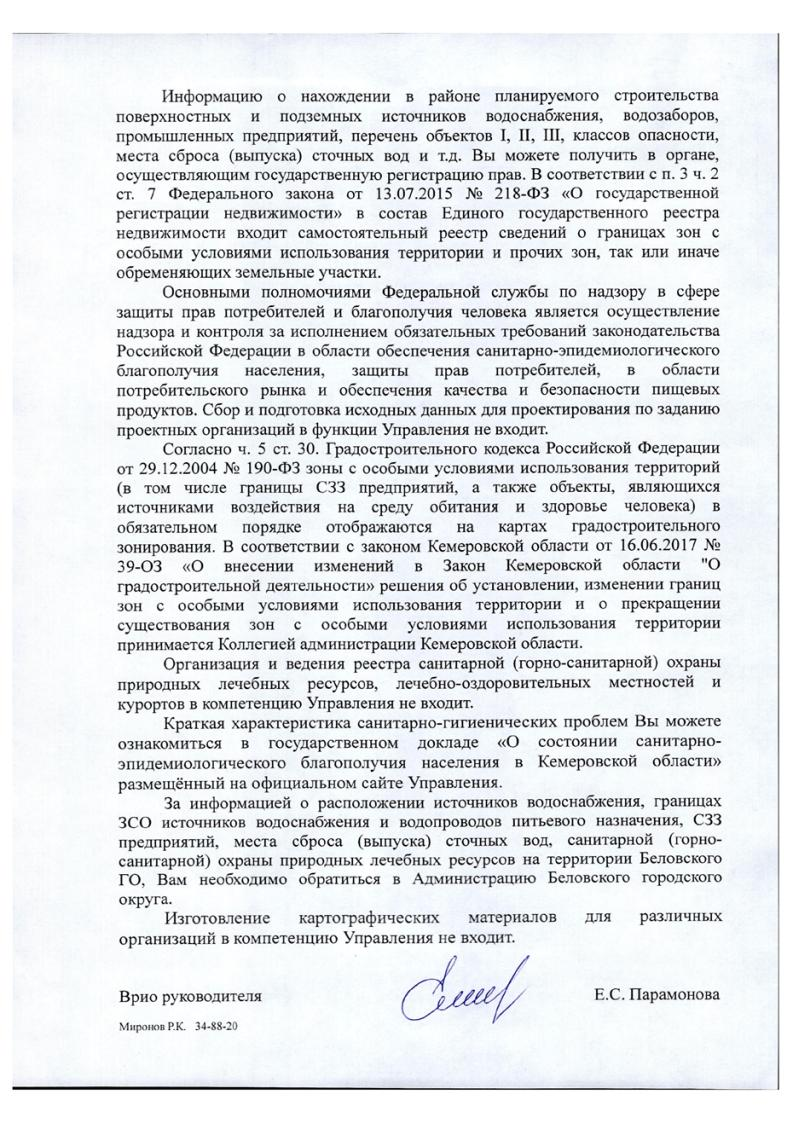 Информацию о нахождении в районе планируемого строительства
поверхностных и подземных источников водоснабжения, водозаборов,
промышленных предприятий, перечень объектов I, II, III, классов опасности,
места сброса (выпуска) сточных вод и т.д. Вы можете получить в органе,
осуществляющим государственную регистрацию прав. В соответствии с п. 3 ч. 2
ст. 7 Федерального закона от 13.07.2015 № 218-ФЗ «О государственной
регистрации недвижимости» в состав Единого государственного реестра
недвижимости входит самостоятельный реестр сведений о границах зон с
особыми условиями использования территории и прочих зон, так или иначе
обременяющих земельные участки.
Основными полномочиями Федеральной службы по надзору в сфере
защиты прав потребителей и благополучия человека является осуществление
надзора и контроля за исполнением обязательных требований законодательства
Российской Федерации в области обеспечения санитарно-эпидемиологического
благополучия населения, защиты прав потребителей, в области
потребительского рынка и обеспечения качества и безопасности пищевых
продуктов. Сбор и подготовка исходных данных для проектирования по заданию
проектных организаций в функции Управления не входит.
Согласно ч. 5 ст. 30. Градостроительного кодекса Российской Федерации
от 29.12.2004 № 190-ФЗ зоны с особыми условиями использования территорий
(в том числе границы СЗЗ предприятий, а также объекты, являющихся
источниками воздействия на среду обитания и здоровье человека) в
обязательном порядке отображаются на картах градостроительного
зонирования. В соответствии с законом Кемеровской области от 16.06.2017 №
39-ОЗ «О внесении изменений в Закон Кемеровской области "О
градостроительной деятельности» решения об установлении, изменении границ
зон с особыми условиями использования территории и о прекращении
существования зон с особыми условиями использования территории
принимается Коллегией администрации Кемеровской области.
Организация и ведения реестра санитарной (горно-санитарной) охраны
природных лечебных ресурсов, лечебно-оздоровительных местностей и
курортов в компетенцию Управления не входит.
Краткая характеристика санитарно-гигиенических проблем Вы можете
ознакомиться в государственном докладе «О состоянии санитарно-
эпидемиологического благополучия населения в Кемеровской области»
размещённый на официальном сайте Управления.
За информацией о расположении источников водоснабжения, границах
ЗСО источников водоснабжения и водопроводов питьевого назначения, СЗЗ
предприятий, места сброса (выпуска) сточных вод, санитарной (горно-
санитарной) охраны природных лечебных ресурсов на территории Беловского
ГО, Вам необходимо обратиться в Администрацию Беловского городского
округа.
Изготовление картографических материалов для различных
организаций в компетенцию Управления не входит.
Врио руководителя
Е.С. Парамонова
Миронов Р.К. 34-88-20